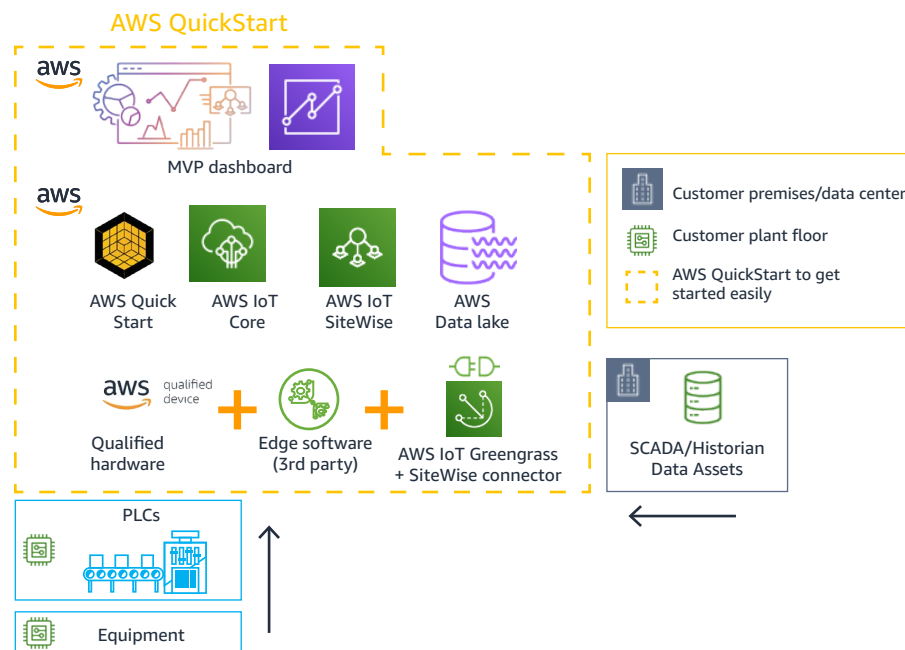 AWS QuickStart
aws
MVP dashboard
aws
AWS Quick
Start
AWS IoT
Core
AWS IoT
SiteWise
AWS
Data lake
aws
qualified
device
Qualified
hardware
Edge software
(3rd party)
AWS IoT Greengrass
+ SiteWise connector
Customer premises/data center
Customer plant floor
AWS QuickStart to get
started easily
SCADA/Historian
Data Assets
PLCs
Equipment